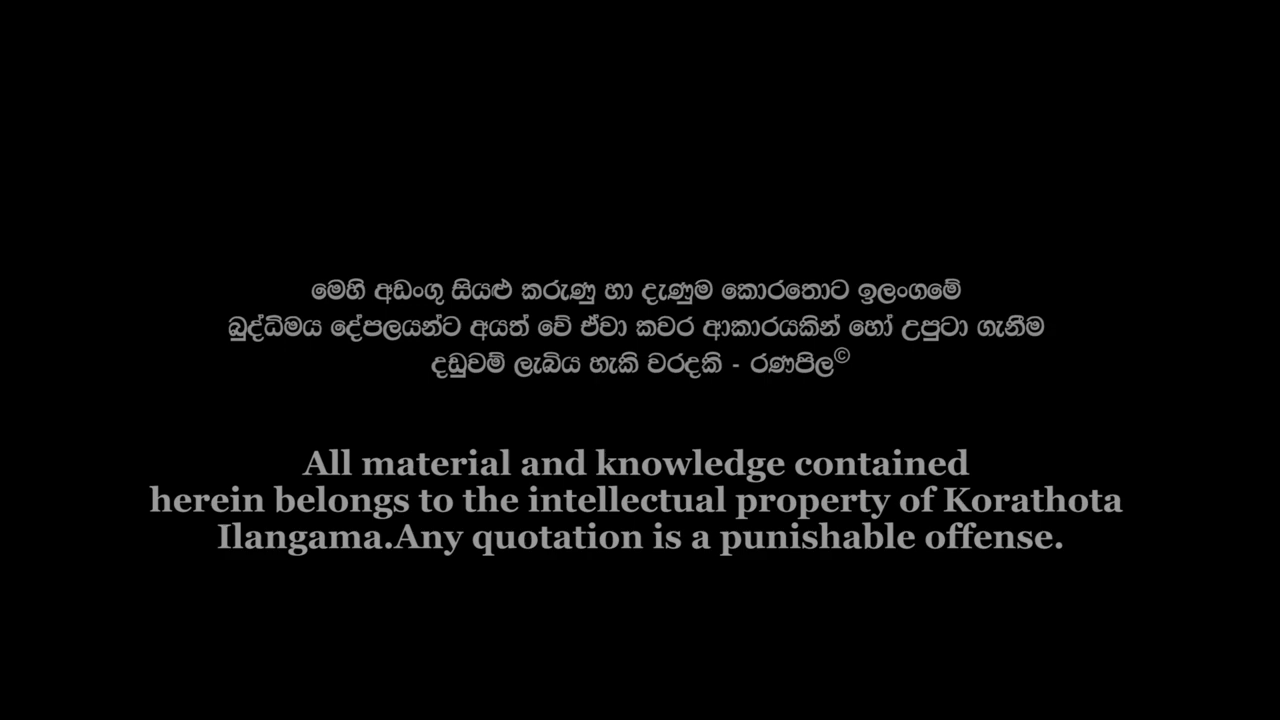 මෙහි අඩංගු සියළු කරුණු හා දැණුම කොරතොට ඉලංගමේ
බුද්ධිමය දේපලයන්ට අයත් වේ ඒවා කවර ආකාරයකින් හෝ උපුටා ගැනීම
දඩුවම් ලැබිය හැකි වරදකි - රණපිල©
All material and knowledge contained
herein belongs to the intellectual property of Korathota
Ilangama.Any quotation is a punishable offense.